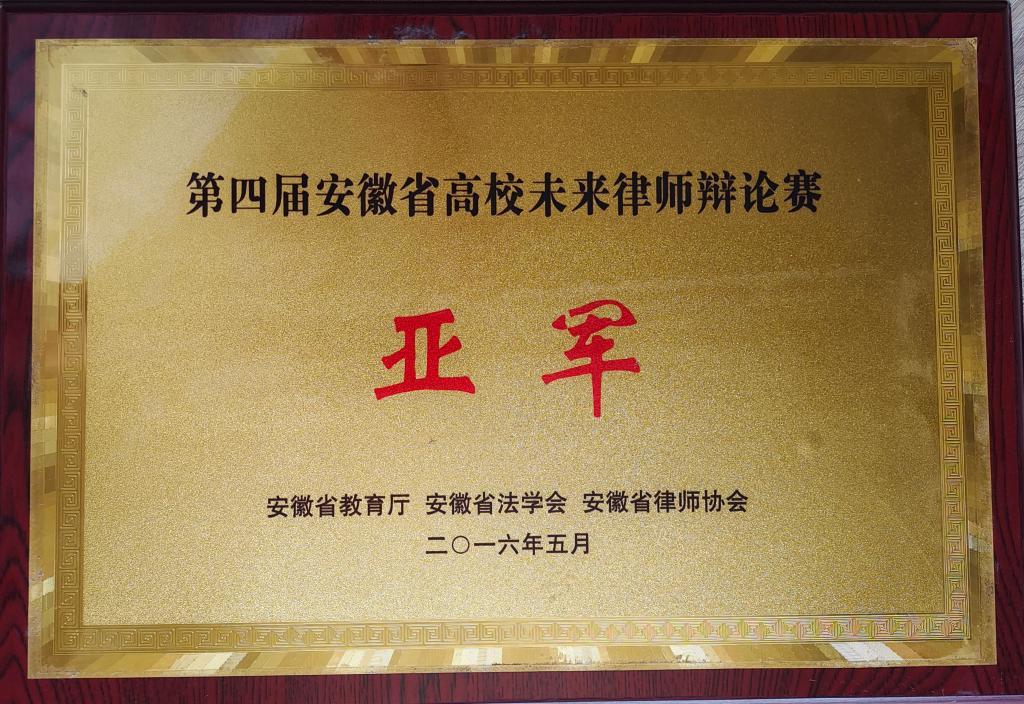 第四届安徽省高校未来律师辩论赛
亚军
安徽省教育厅 安徽省法学会 安徽省律师协会
二〇一六年五月